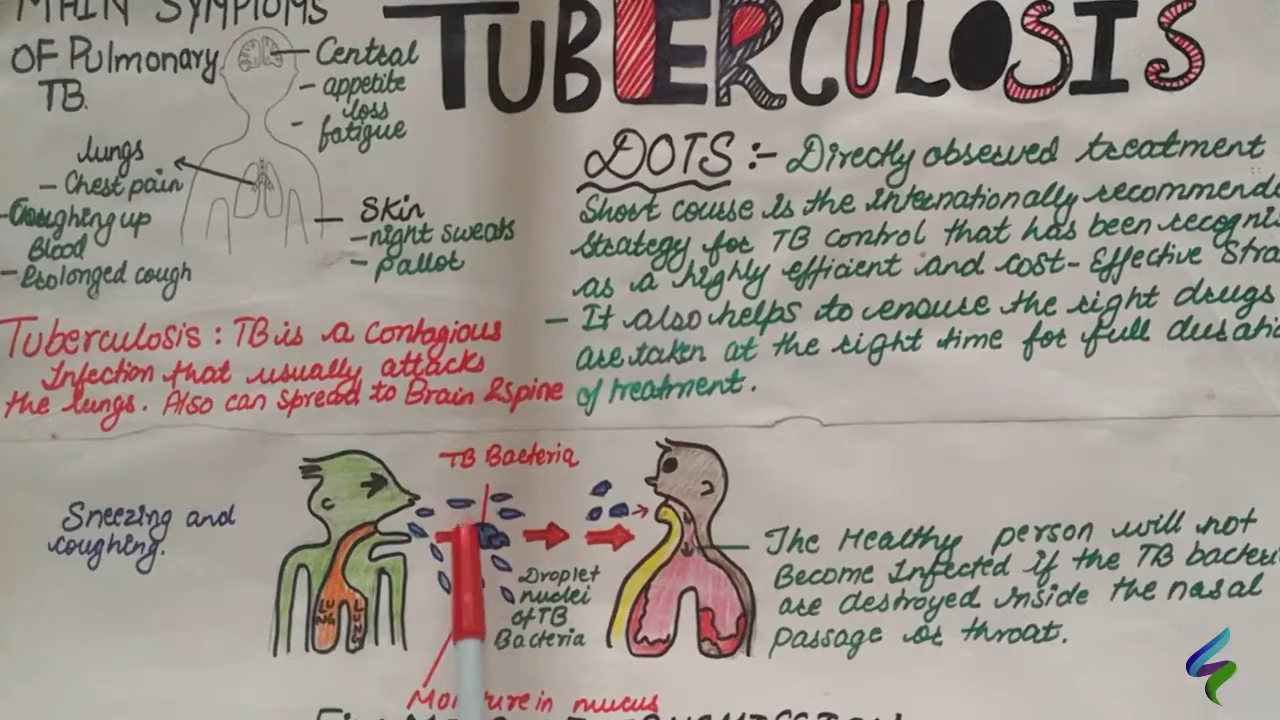 MAIN SYMPTOMS
OF Pulmonary
TB.
Central
- appetite
loss
- fatigue
lungs
- Chest pain
- Coughing up
Blood
- Prolonged cough
Skin
- night sweats
- pallot
TUBERCULOSIS
DOTS :- Directly observed treatment
Short course is the internationally recommende
strategy for TB control that has been recognis
as a highly efficient and cost-Effective Stra
- It also helps to ensure the right drugs
are taken at the right time for full durati
of treatment.
Tuberculosis : TB is a Contagious
Infection that usually attacks
the lungs. Also can spread to Brain & spine
TB Bacteria
Sneezing and
coughing.
LUNG
LUNG
Droplet
nuclei
of TB
Bacteria
The Healthy person will not
Become Infected if the TB bacteri
are destroyed inside the nasal
passage or throat.
in mucus